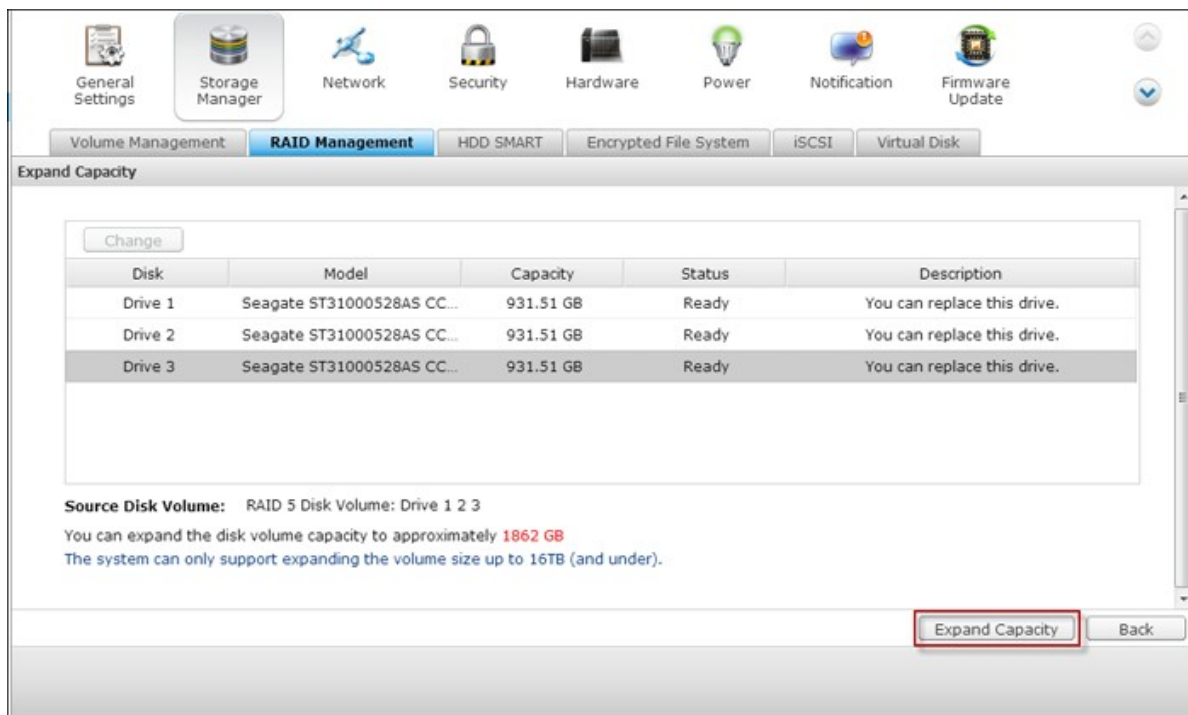 General Settings
Storage Manager
Network
Security
Hardware
Power
Notification
Firmware Update
Volume Management
RAID Management
HDD SMART
Encrypted File System
iSCSI
Virtual Disk
Expand Capacity
Change
Disk Model Capacity Status Description
Drive 1 Seagate ST31000528AS CC... 931.51 GB Ready You can replace this drive.
Drive 2 Seagate ST31000528AS CC... 931.51 GB Ready You can replace this drive.
Drive 3 Seagate ST31000528AS CC... 931.51 GB Ready You can replace this drive.
Source Disk Volume: RAID 5 Disk Volume: Drive 1 2 3
You can expand the disk volume capacity to approximately 1862 GB
The system can only support expanding the volume size up to 16TB (and under).
Expand Capacity Back